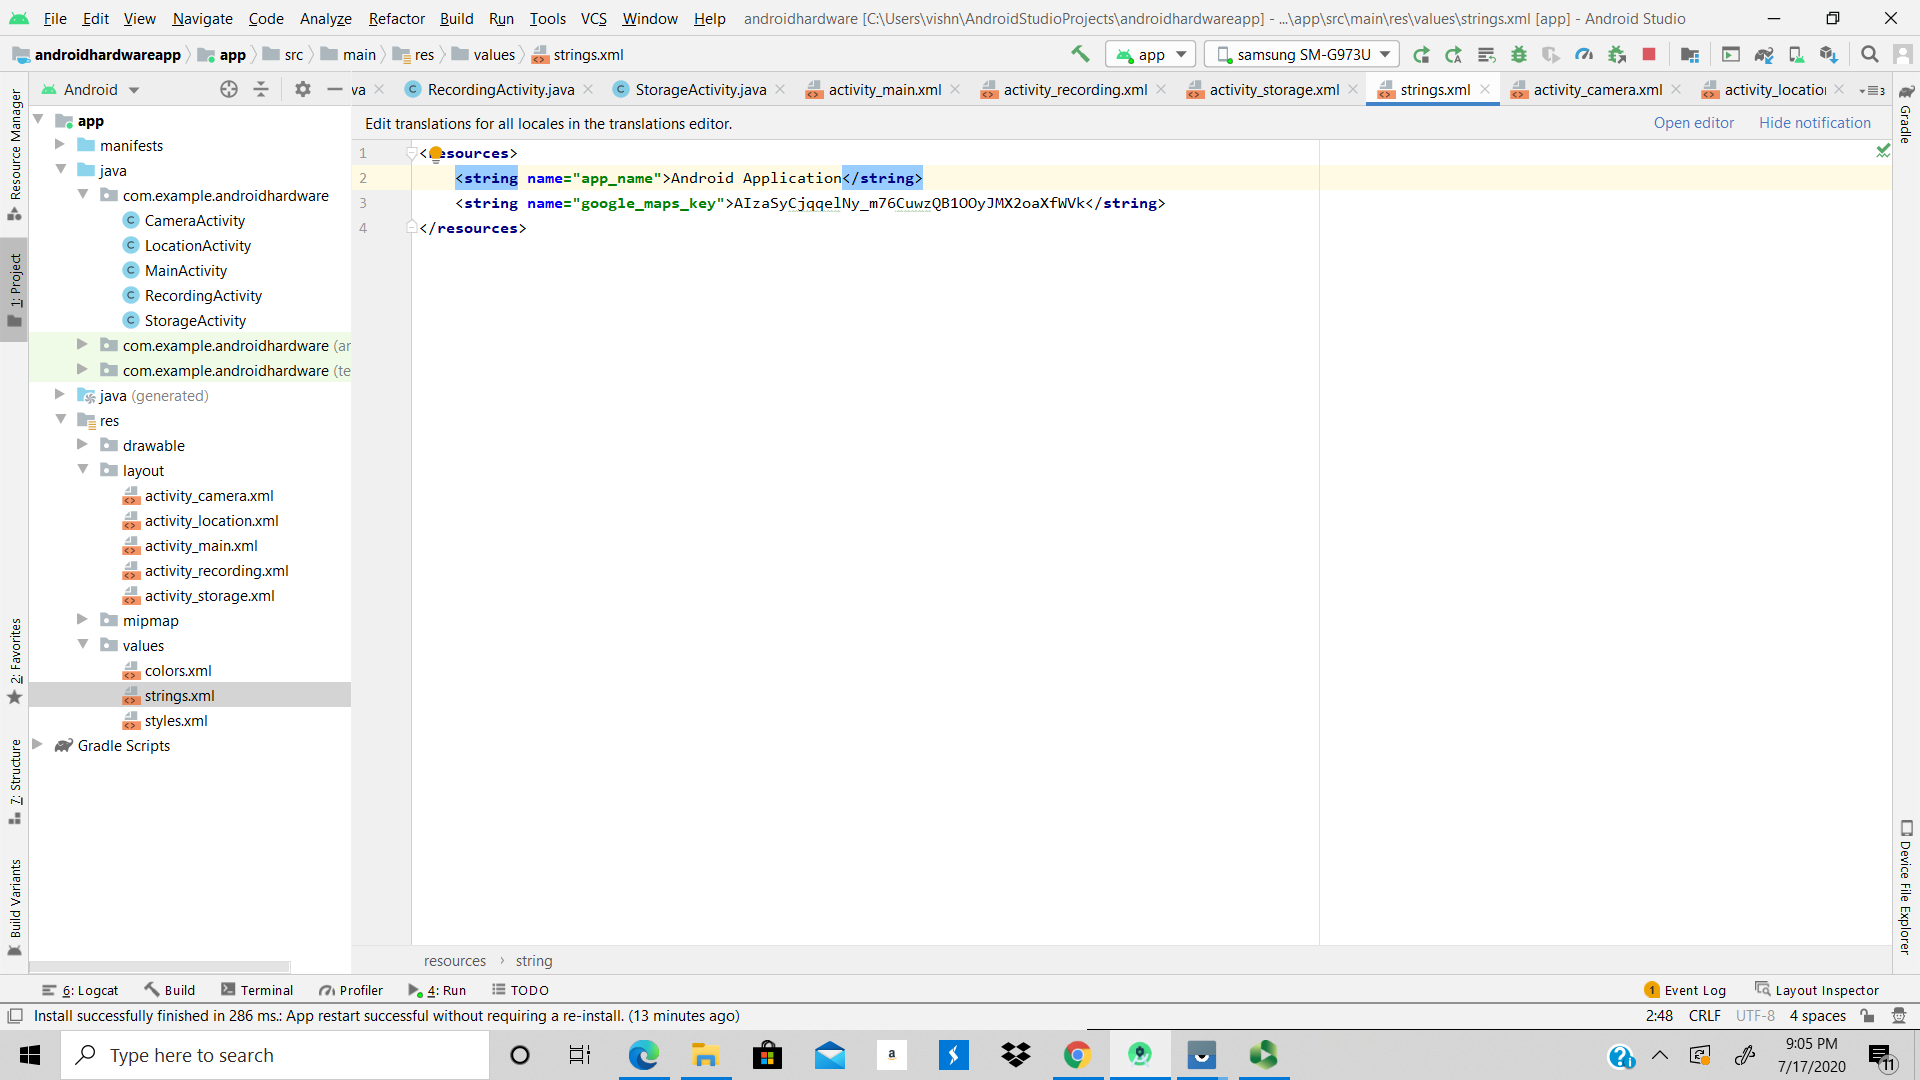 File Edit View Navigate Code Analyze Refactor Build Run Tools VCS Window Help androidhardware [C:\Users\vishn\AndroidStudioProjects\androidhardwareapp] - ...\app\src\main\res\values\strings.xml [app] - Android Studio
androidhardwareapp app src main res values strings.xml app samsung SM-G973U
Android va RecordingActivity.java StorageActivity.java activity_main.xml activity_recording.xml activity_storage.xml strings.xml activity_camera.xml activity_location 3
Edit translations for all locales in the translations editor. Open editor Hide notification
Resource Manager
1: Project
2: Favorites
7: Structure
Build Variants
app
manifests
java
com.example.androidhardware
CameraActivity
LocationActivity
MainActivity
RecordingActivity
StorageActivity
com.example.androidhardware (ar
com.example.androidhardware (te
java (generated)
res
drawable
layout
activity_camera.xml
activity_location.xml
activity_main.xml
activity_recording.xml
activity_storage.xml
mipmap
values
colors.xml
strings.xml
styles.xml
Gradle Scripts
1 <resources>
2 <string name="app_name">Android Application</string>
3 <string name="google_maps_key">AIzaSyCjqqelNy_m76CuwzQB1OOyJMX2oaXfWVk</string>
4 </resources>
Gradle
Device File Explorer
resources › string
6: Logcat Build Terminal Profiler 4: Run TODO 1 Event Log Layout Inspector
Install successfully finished in 286 ms.: App restart successful without requiring a re-install. (13 minutes ago) 2:48 CRLF UTF-8 4 spaces
Type here to search a 9:05 PM
7/17/2020 11